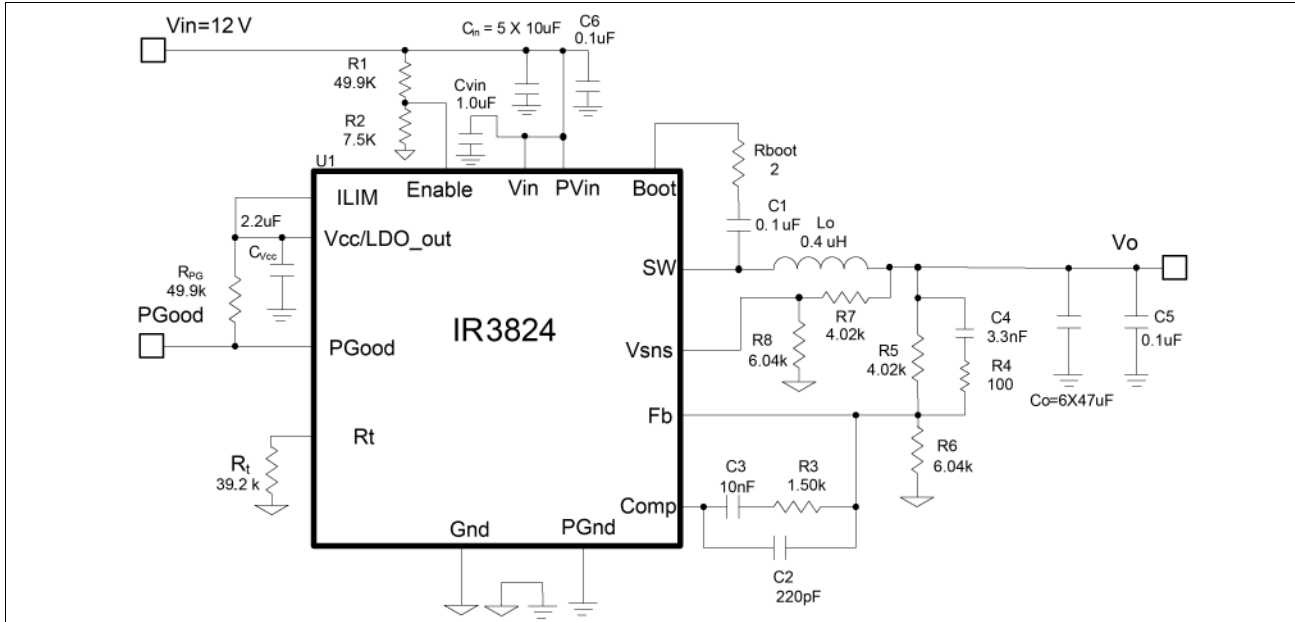 Vin=12 V
Cin = 5 X 10uF
C6
0.1uF
R1
49.9K
Cvin
1.0uF
R2
7.5K
U1
Enable
Vin
PVin
Boot
Rboot
2
ILIM
2.2uF
Vcc/LDO_out
CVcc
C1
0.1uF
Lo
0.4 uH
Vo
SW
RPG
49.9k
PGood
PGood
IR3824
Vsns
R7
4.02k
R8
6.04k
R5
4.02k
C4
3.3nF
R4
100
C5
0.1uF
Co=6X47uF
Fb
Rt
Rt
39.2 k
R6
6.04k
C3
10nF
R3
1.50k
Comp
Gnd
PGnd
C2
220pF